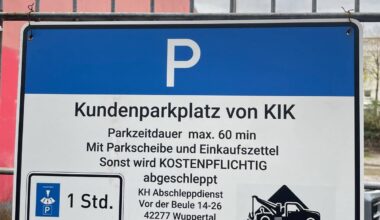 P
Kundenparkplatz von KIK
Parkzeitdauer max. 60 min
Mit Parkscheibe und Einkaufszettel
Sonst wird KOSTENPFLICHTIG
abgeschleppt
1 Std.
KH Abschleppdienst
Vor der Beule 14-26
42277 Wuppertal